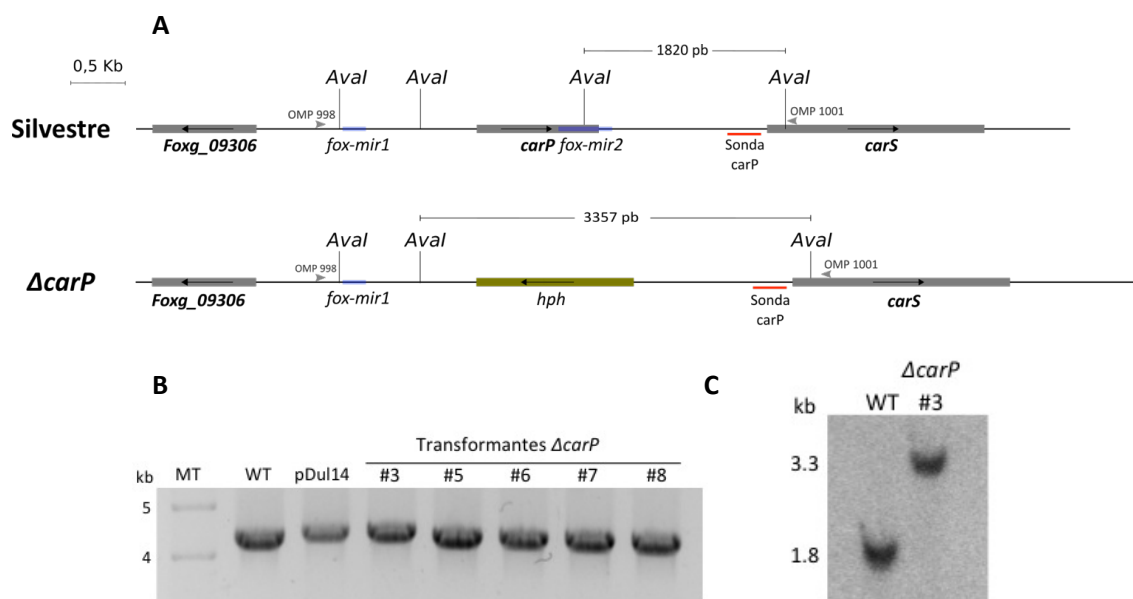 A
1820 pb
0,5 Kb
AvaI AvaI AvaI AvaI
OMP 998 OMP 1001
Silvestre
Foxg_09306 fox-mir1 carP fox-mir2 Sonda carS
carP
3357 pb
AvaI AvaI AvaI
OMP 998 OMP 1001
ΔcarP
Foxg_09306 fox-mir1 hph Sonda carS
carP
B
Transformantes ΔcarP
kb MT WT pDul14 #3 #5 #6 #7 #8
5
4
C
ΔcarP
kb WT #3
3.3
1.8